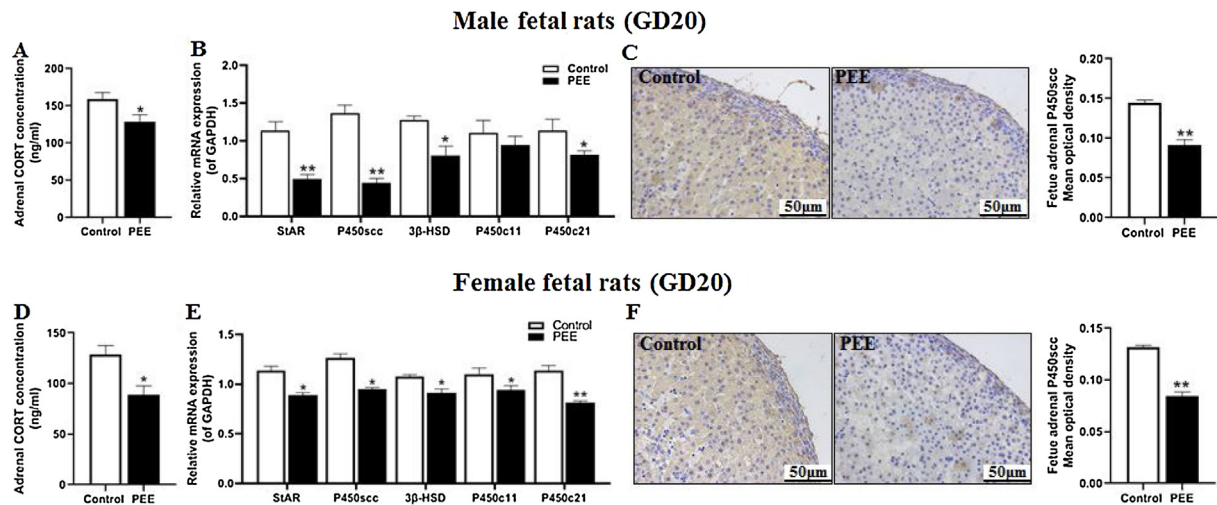 Male fetal rats (GD20)
A
Adrenal CORT concentration
(ng/ml)
200
150
100
50
0
*
Control PEE
B
Relative mRNA expression
(of GAPDH)
2.0
1.5
1.0
0.5
0.0
Control
PEE
** ** * *
StAR P450scc 3β-HSD P450c11 P450c21
C
Control
50μm
PEE
50μm
Fetue adrenal P450scc
Mean optical density
0.20
0.15
0.10
0.05
0.00
**
Control PEE
Female fetal rats (GD20)
D
Adrenal CORT concentration
(ng/ml)
150
100
50
0
*
Control PEE
E
Relative mRNA expression
(of GAPDH)
1.5
1.0
0.5
0.0
Control
PEE
* * * * **
StAR P450scc 3β-HSD P450c11 P450c21
F
Control
50μm
PEE
50μm
Fetue adrenal P450scc
Mean optical density
0.15
0.10
0.05
0.00
**
Control PEE